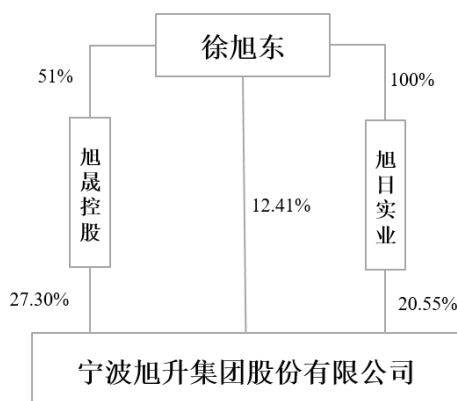 徐旭东
51%
100%
旭晟控股
旭日实业
12.41%
27.30%
20.55%
宁波旭升集团股份有限公司